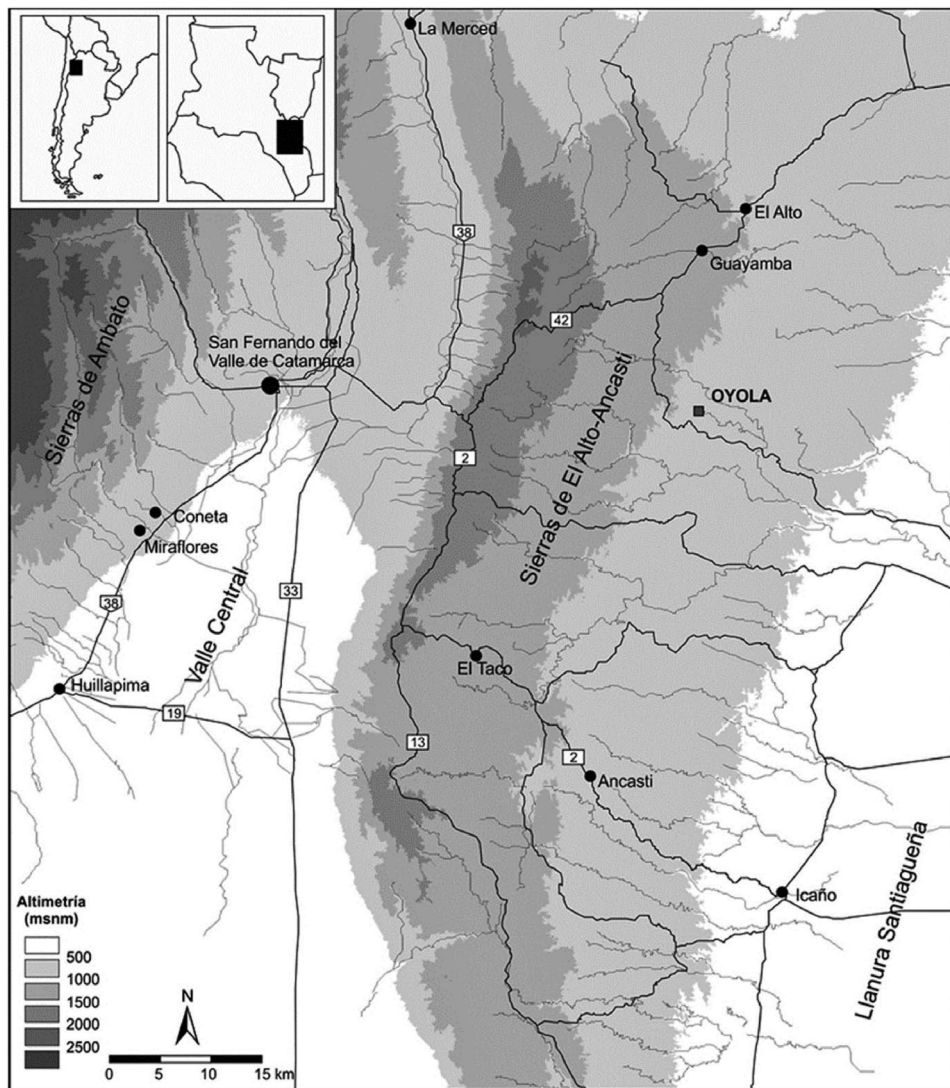 La Merced
El Alto
38
Guayamba
42
Sierras de Ambato
San Fernando del
Valle de Catamarca
Sierras de El Alto-Ancasti
OYOLA
2
Coneta
Miraflores
33
38
Valle Central
El Taco
Huillapima
19
13
2
Ancasti
Icaño
Llanura Santiagueña
Altimetría
(msnm)
500
1000
1500
2000
2500
N
0 5 10 15 km